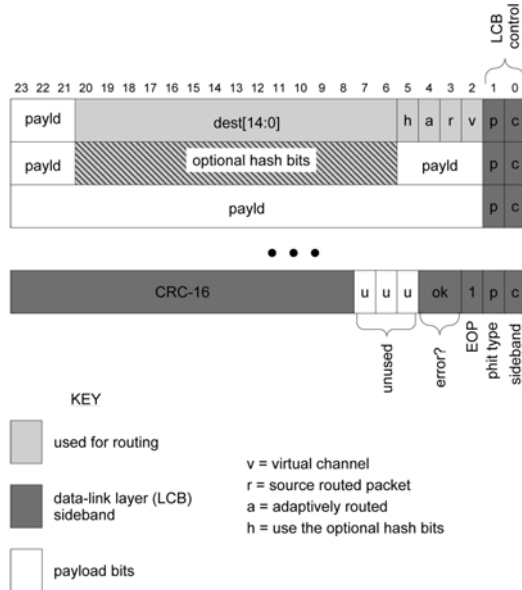 LCB
control
23 22 21 20 19 18 17 16 15 14 13 12 11 10 9 8 7 6 5 4 3 2 1 0
payld dest[14:0] h a r v p c
payld optional hash bits payld p c
payld p c
CRC-16 u u u ok 1 p c
unused
error?
EOP
phit type
sideband
KEY
used for routing
data-link layer (LCB)
sideband
payload bits
v = virtual channel
r = source routed packet
a = adaptively routed
h = use the optional hash bits